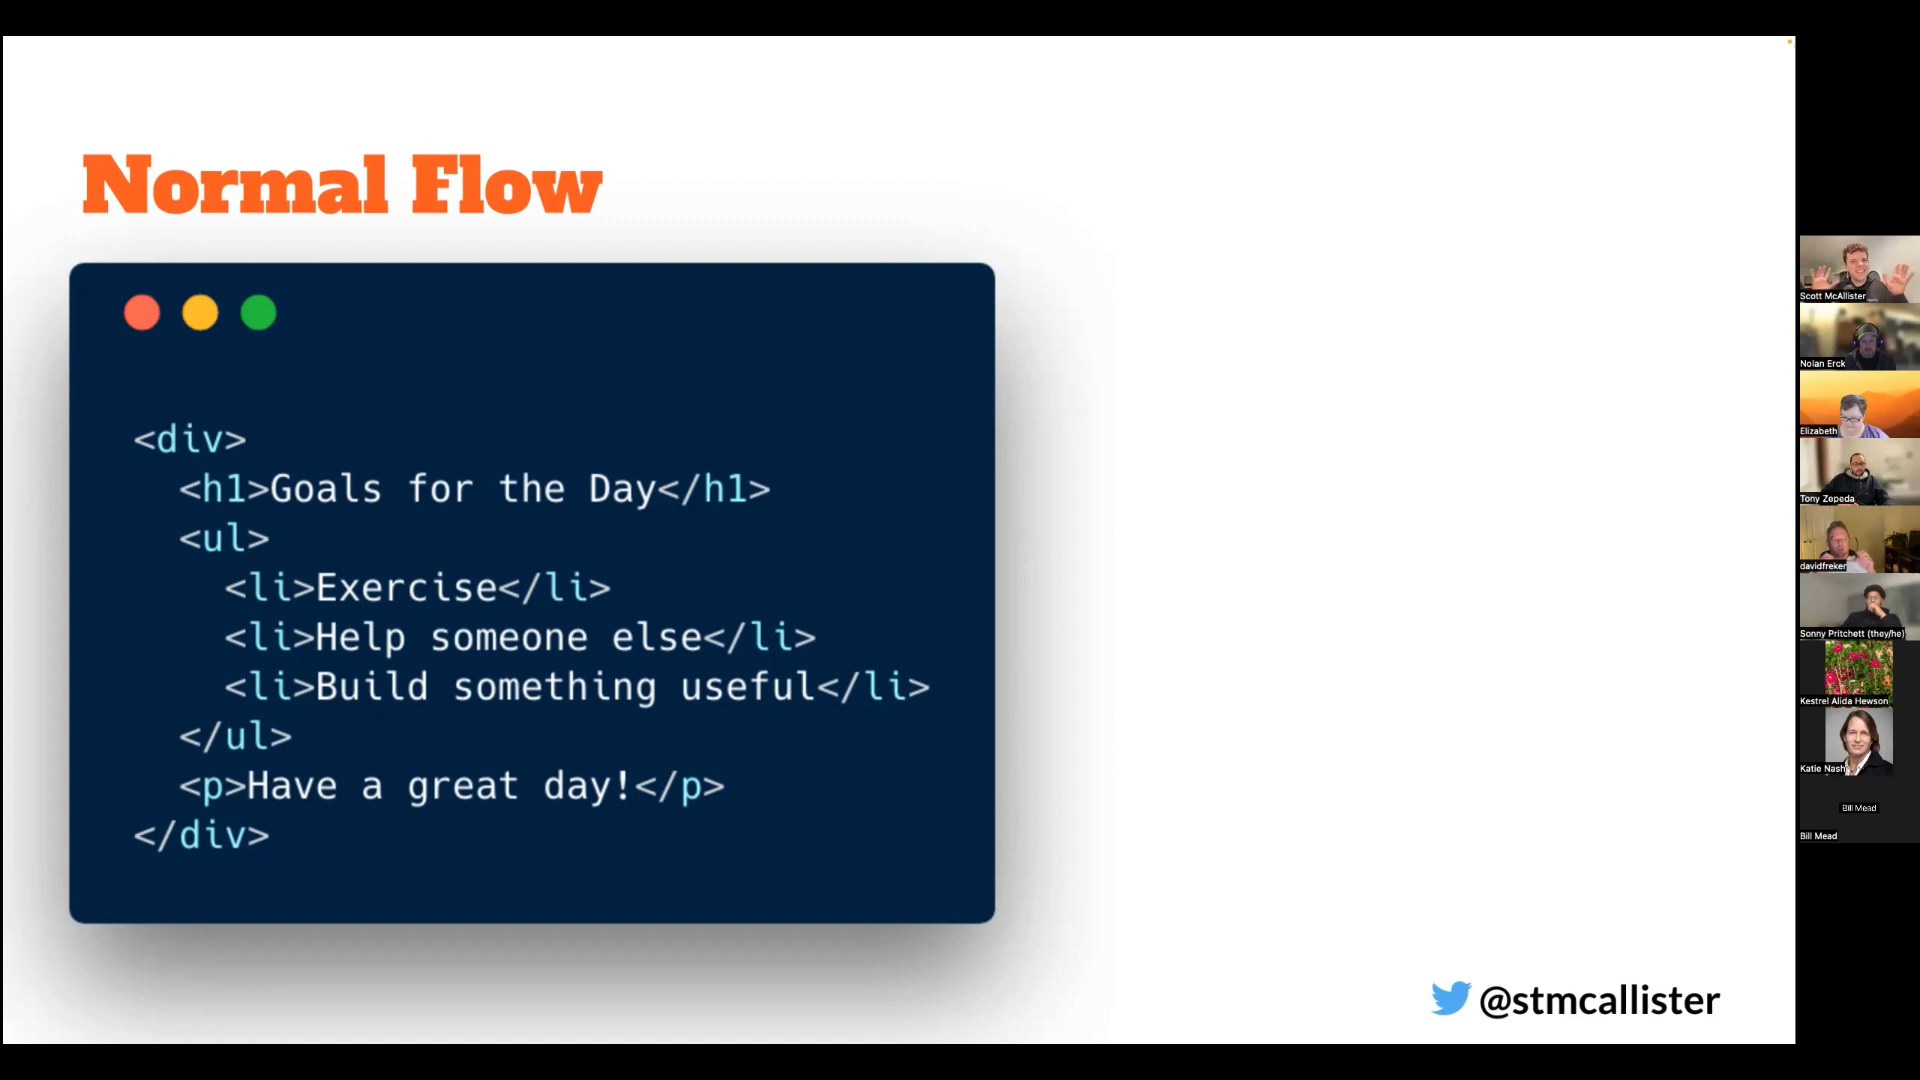 Normal Flow
<div>
<h1>Goals for the Day</h1>
<ul>
<li>Exercise</li>
<li>Help someone else</li>
<li>Build something useful</li>
</ul>
<p>Have a great day!</p>
</div>
@stmcallister
Scott McAllister
Nolan Erck
Elizabeth
Tony Zepeda
davidfreker
Sonny Pritchett (they/he)
Kestrel Alida Hewson
Katie Nash
Bill Mead
Bill Mead